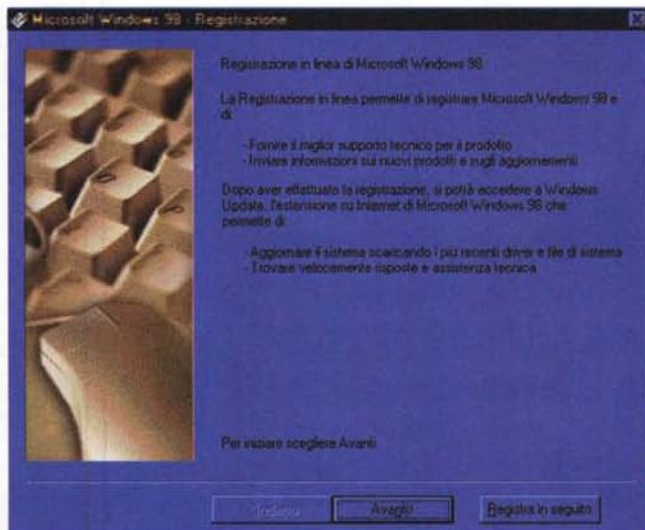 Microsoft Windows 98 - Registrazione
Registrazione in linea di Microsoft Windows 98
La Registrazione in linea permette di registrare Microsoft Windows 98 e
di:
- Fornire il miglior supporto tecnico per il prodotto
- Inviare informazioni sui nuovi prodotti e sugli aggiornamenti
Dopo aver effettuato la registrazione, si potrà accedere a Windows
Update, l'estensione su Internet di Microsoft Windows 98 che
permette di:
- Aggiornare il sistema scaricando i più recenti driver e file di sistema
- Trovare velocemente risposte e assistenza tecnica
Per iniziare scegliere Avanti.
Avanti
Registra in seguito